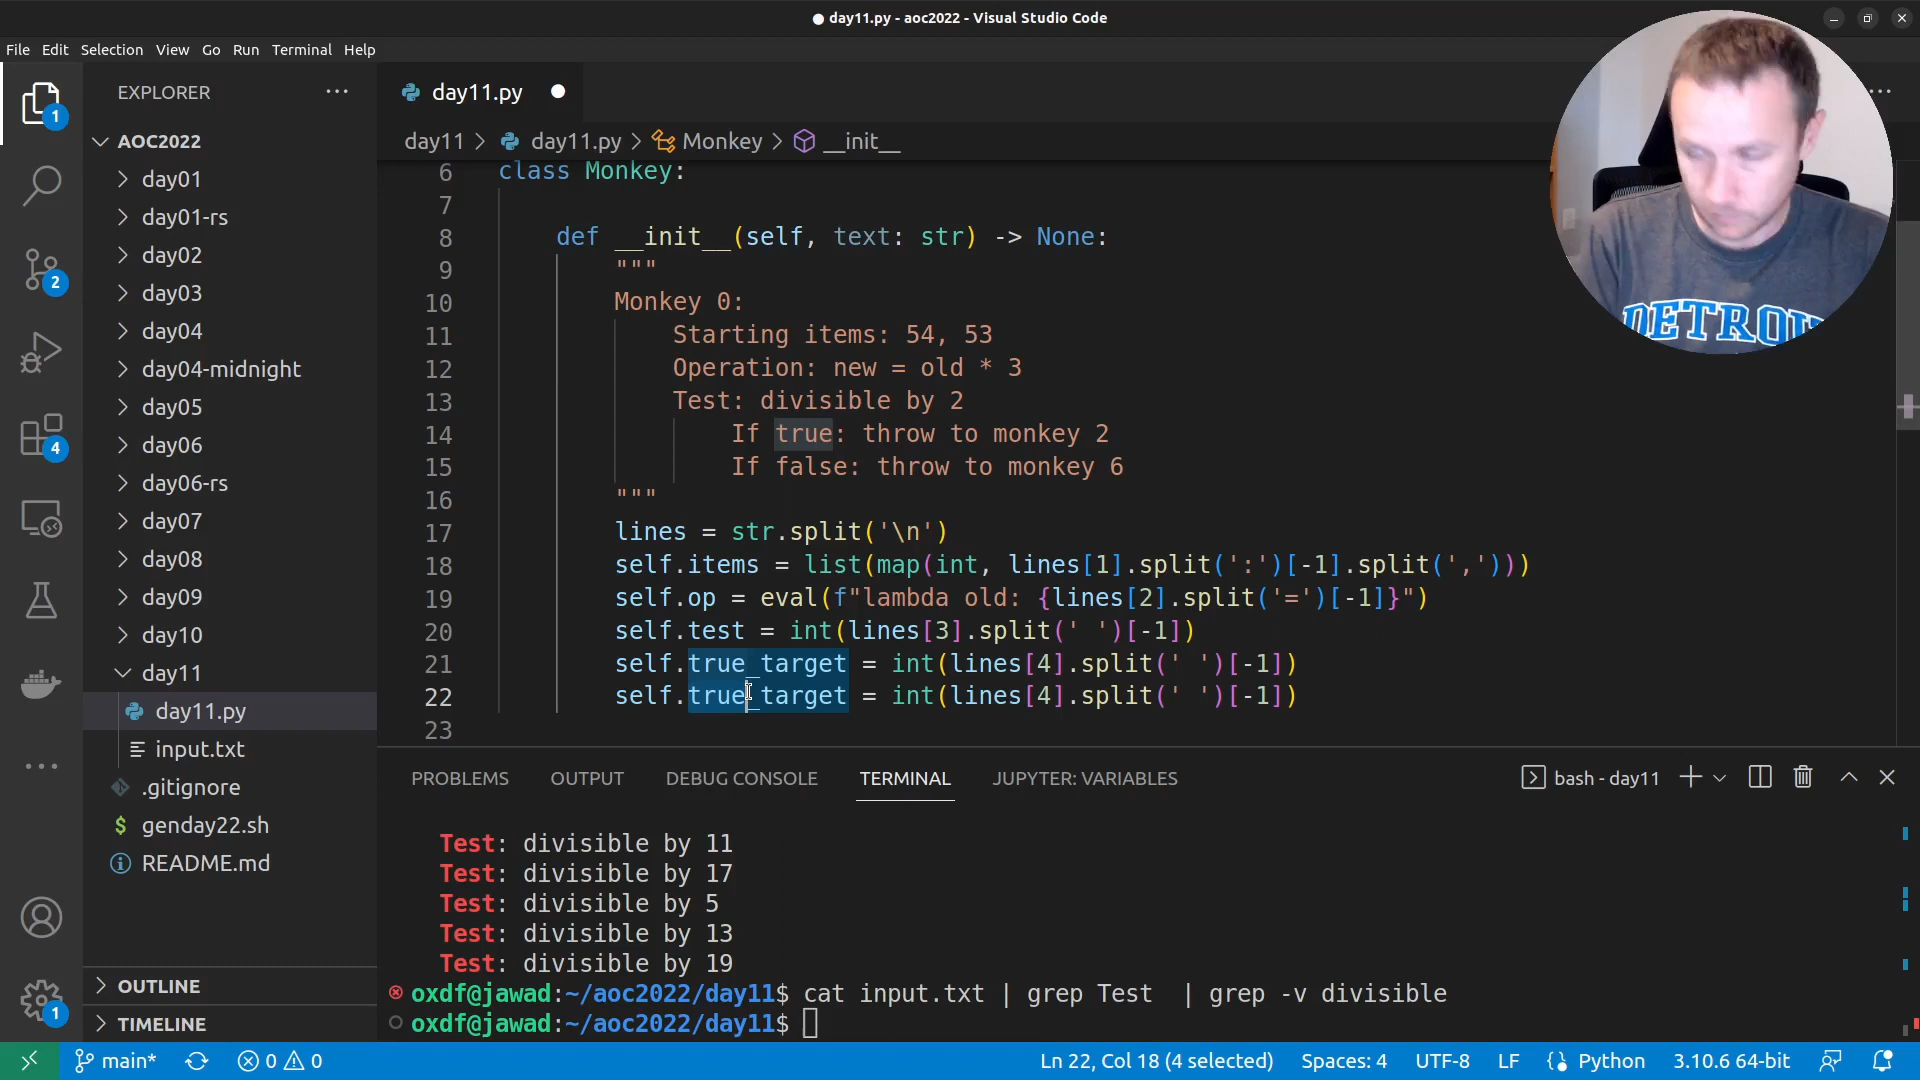 day11.py - aoc2022 - Visual Studio Code
File Edit Selection View Go Run Terminal Help
EXPLORER
AOC2022
day01
day01-rs
day02
day03
day04
day04-midnight
day05
day06
day06-rs
day07
day08
day09
day10
day11
day11.py
input.txt
.gitignore
genday22.sh
README.md
OUTLINE
TIMELINE
1
2
4
1
day11.py
day11 > day11.py > Monkey > __init__
6 class Monkey:
7
8 def __init__(self, text: str) -> None:
9 """
10 Monkey 0:
11 Starting items: 54, 53
12 Operation: new = old * 3
13 Test: divisible by 2
14 If true: throw to monkey 2
15 If false: throw to monkey 6
16 """
17 lines = str.split('\n')
18 self.items = list(map(int, lines[1].split(':')[-1].split(',')))
19 self.op = eval(f"lambda old: {lines[2].split('=')[-1]}")
20 self.test = int(lines[3].split(' ')[-1])
21 self.true_target = int(lines[4].split(' ')[-1])
22 self.true_target = int(lines[4].split(' ')[-1])
23
DETROI
PROBLEMS OUTPUT DEBUG CONSOLE TERMINAL JUPYTER: VARIABLES bash - day11
Test: divisible by 11
Test: divisible by 17
Test: divisible by 5
Test: divisible by 13
Test: divisible by 19
oxdf@jawad:~/aoc2022/day11$ cat input.txt | grep Test  | grep -v divisible
oxdf@jawad:~/aoc2022/day11$
main* 0 0 Ln 22, Col 18 (4 selected) Spaces: 4 UTF-8 LF Python 3.10.6 64-bit